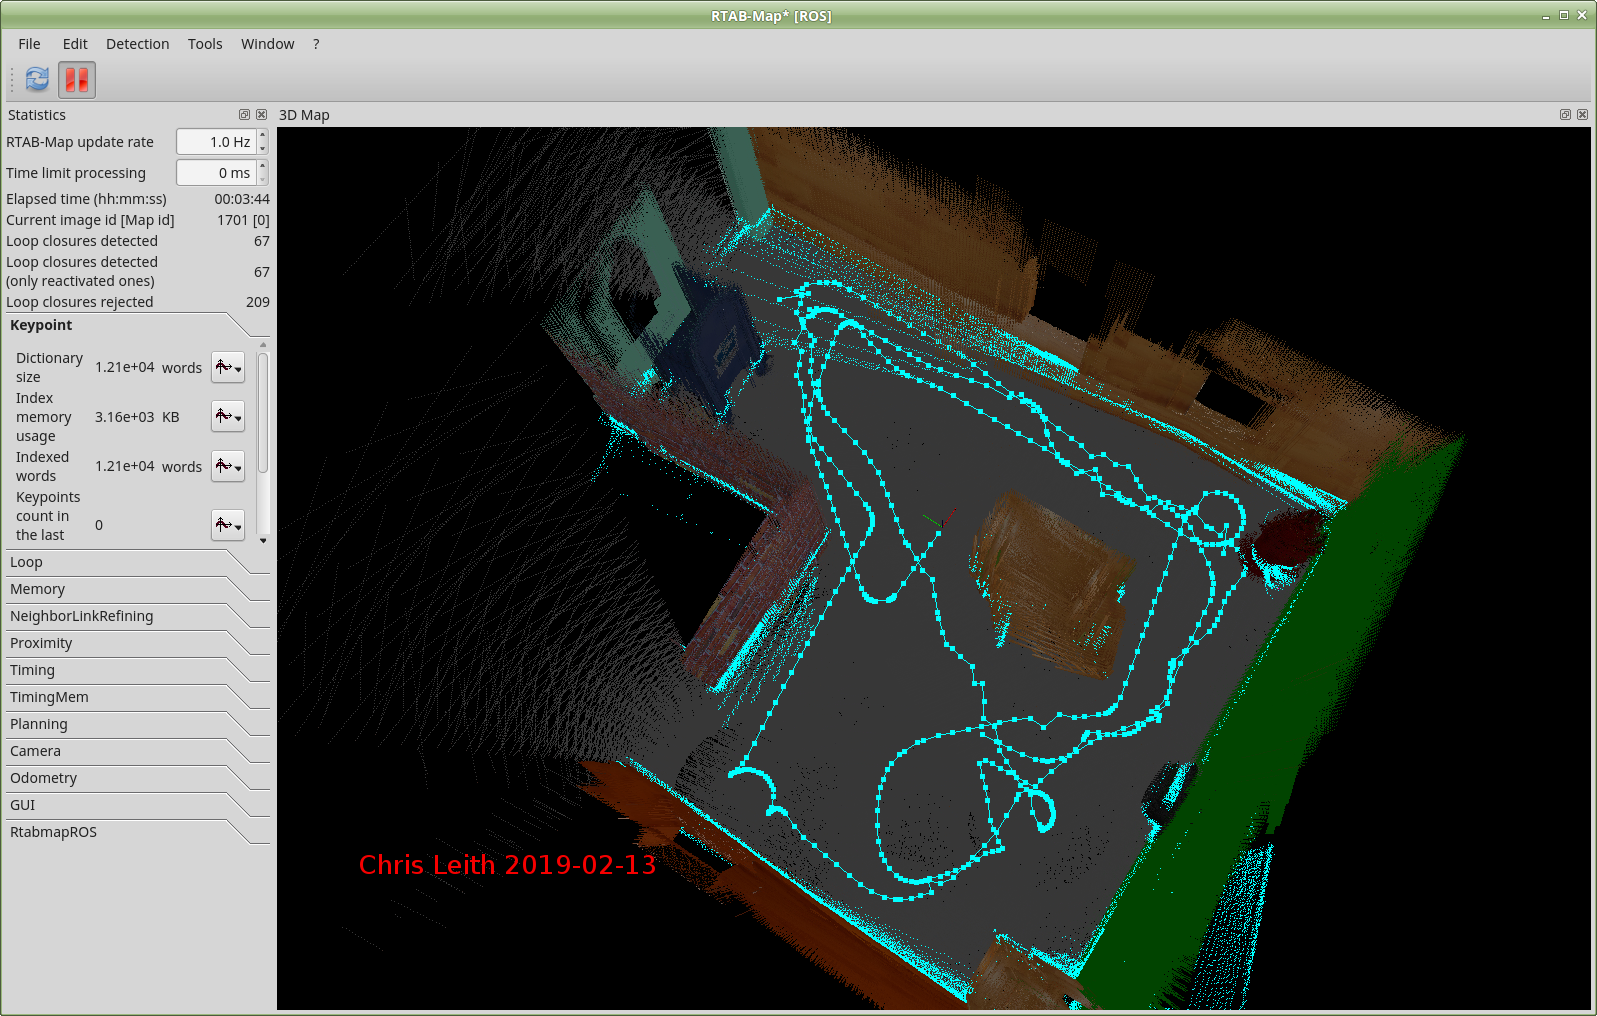 RTAB-Map* [ROS]
File Edit Detection Tools Window ?
Statistics
3D Map
RTAB-Map update rate 1.0 Hz
Time limit processing 0 ms
Elapsed time (hh:mm:ss) 00:03:44
Current image id [Map id] 1701 [0]
Loop closures detected 67
Loop closures detected
(only reactivated ones) 67
Loop closures rejected 209
Keypoint
Dictionary
size 1.21e+04 words
Index
memory
usage 3.16e+03 KB
Indexed
words 1.21e+04 words
Keypoints
count in
the last 0
Loop
Memory
NeighborLinkRefining
Proximity
Timing
TimingMem
Planning
Camera
Odometry
GUI
RtabmapROS
Chris Leith 2019-02-13